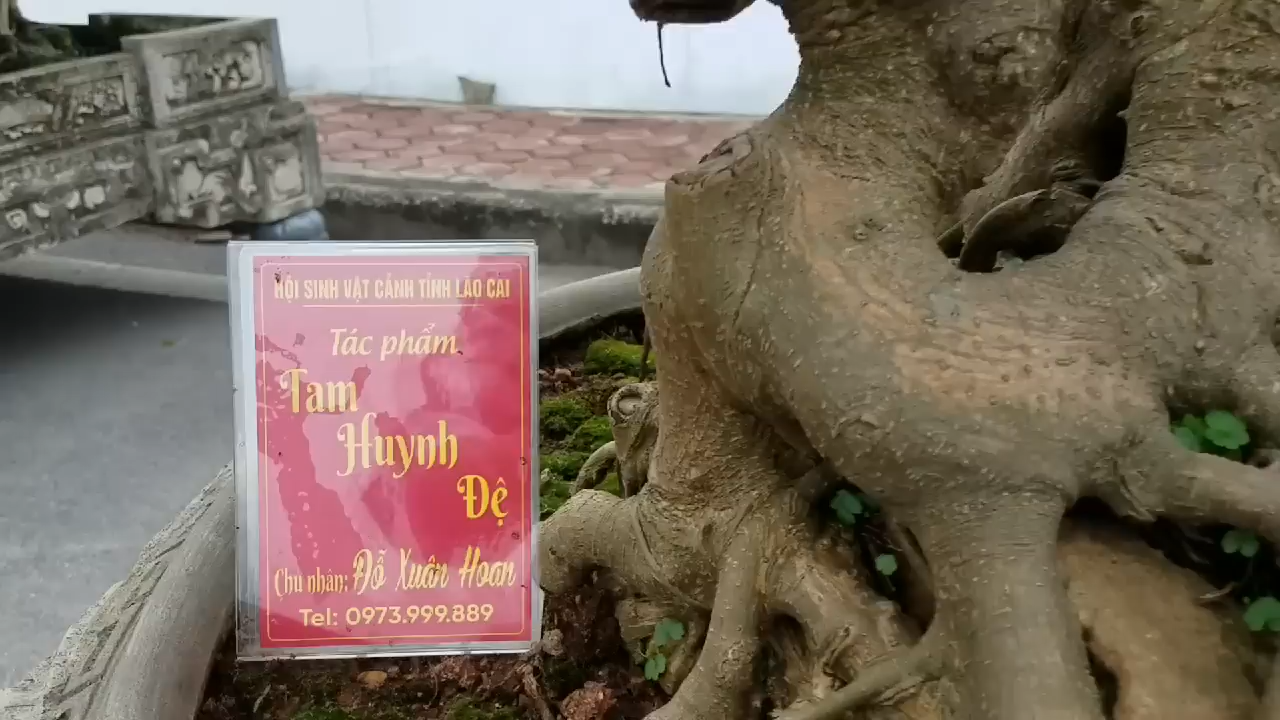 HỘI SINH VẬT CẢNH TỈNH LÀO CAI
Tác phẩm
Tam
Huynh
Đệ
Chủ nhân: Đỗ Xuân Hoan
Tel: 0973.999.889